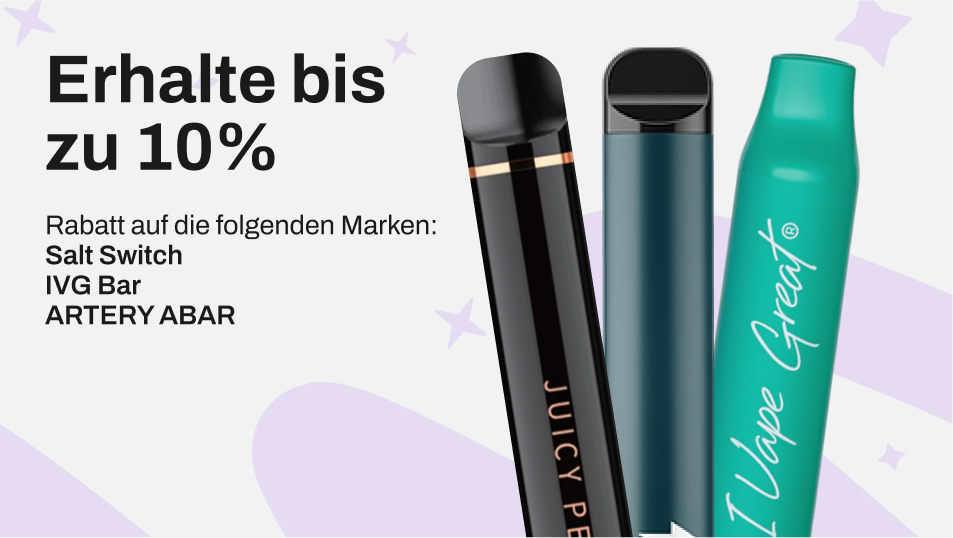 Erhalte bis
zu 10%
Rabatt auf die folgenden Marken:
Salt Switch
IVG Bar
ARTERY ABAR
JUICY PE
I Vape Great®